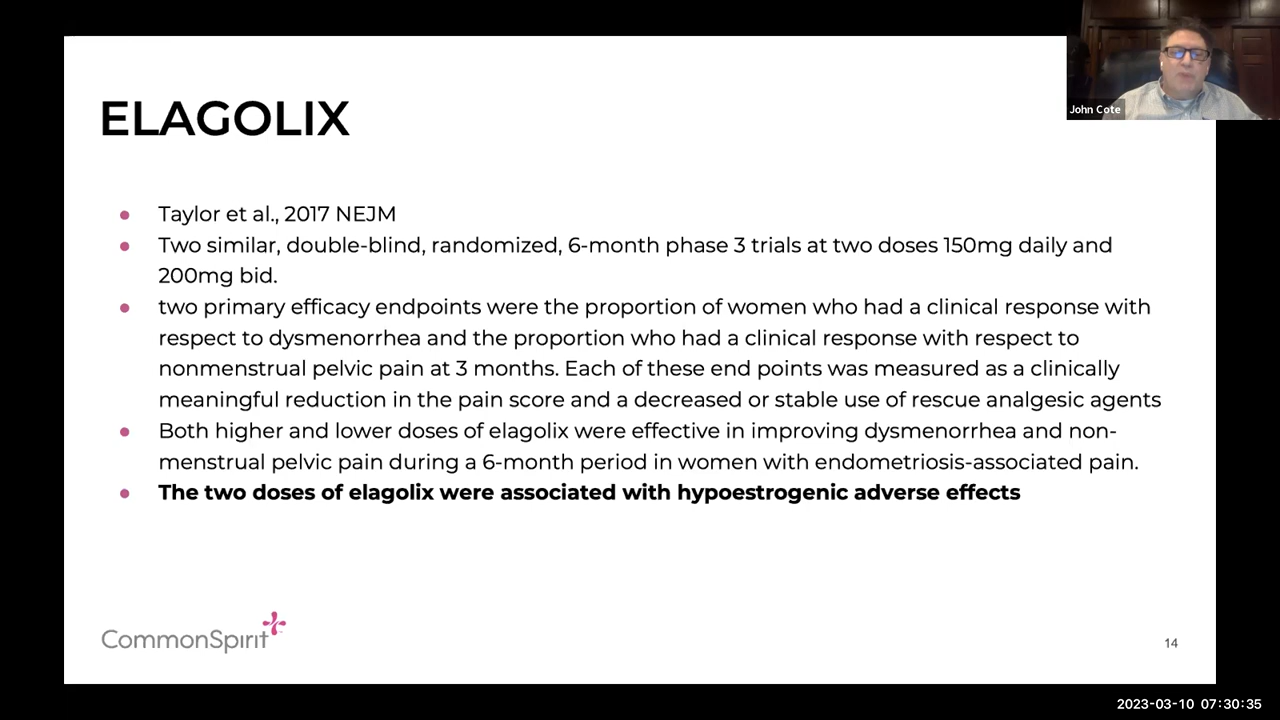 John Cote
ELAGOLIX
● Taylor et al., 2017 NEJM
● Two similar, double-blind, randomized, 6-month phase 3 trials at two doses 150mg daily and
200mg bid.
● two primary efficacy endpoints were the proportion of women who had a clinical response with
respect to dysmenorrhea and the proportion who had a clinical response with respect to
nonmenstrual pelvic pain at 3 months. Each of these end points was measured as a clinically
meaningful reduction in the pain score and a decreased or stable use of rescue analgesic agents
● Both higher and lower doses of elagolix were effective in improving dysmenorrhea and non-
menstrual pelvic pain during a 6-month period in women with endometriosis-associated pain.
● The two doses of elagolix were associated with hypoestrogenic adverse effects
CommonSpirit
14
2023-03-10 07:30:35